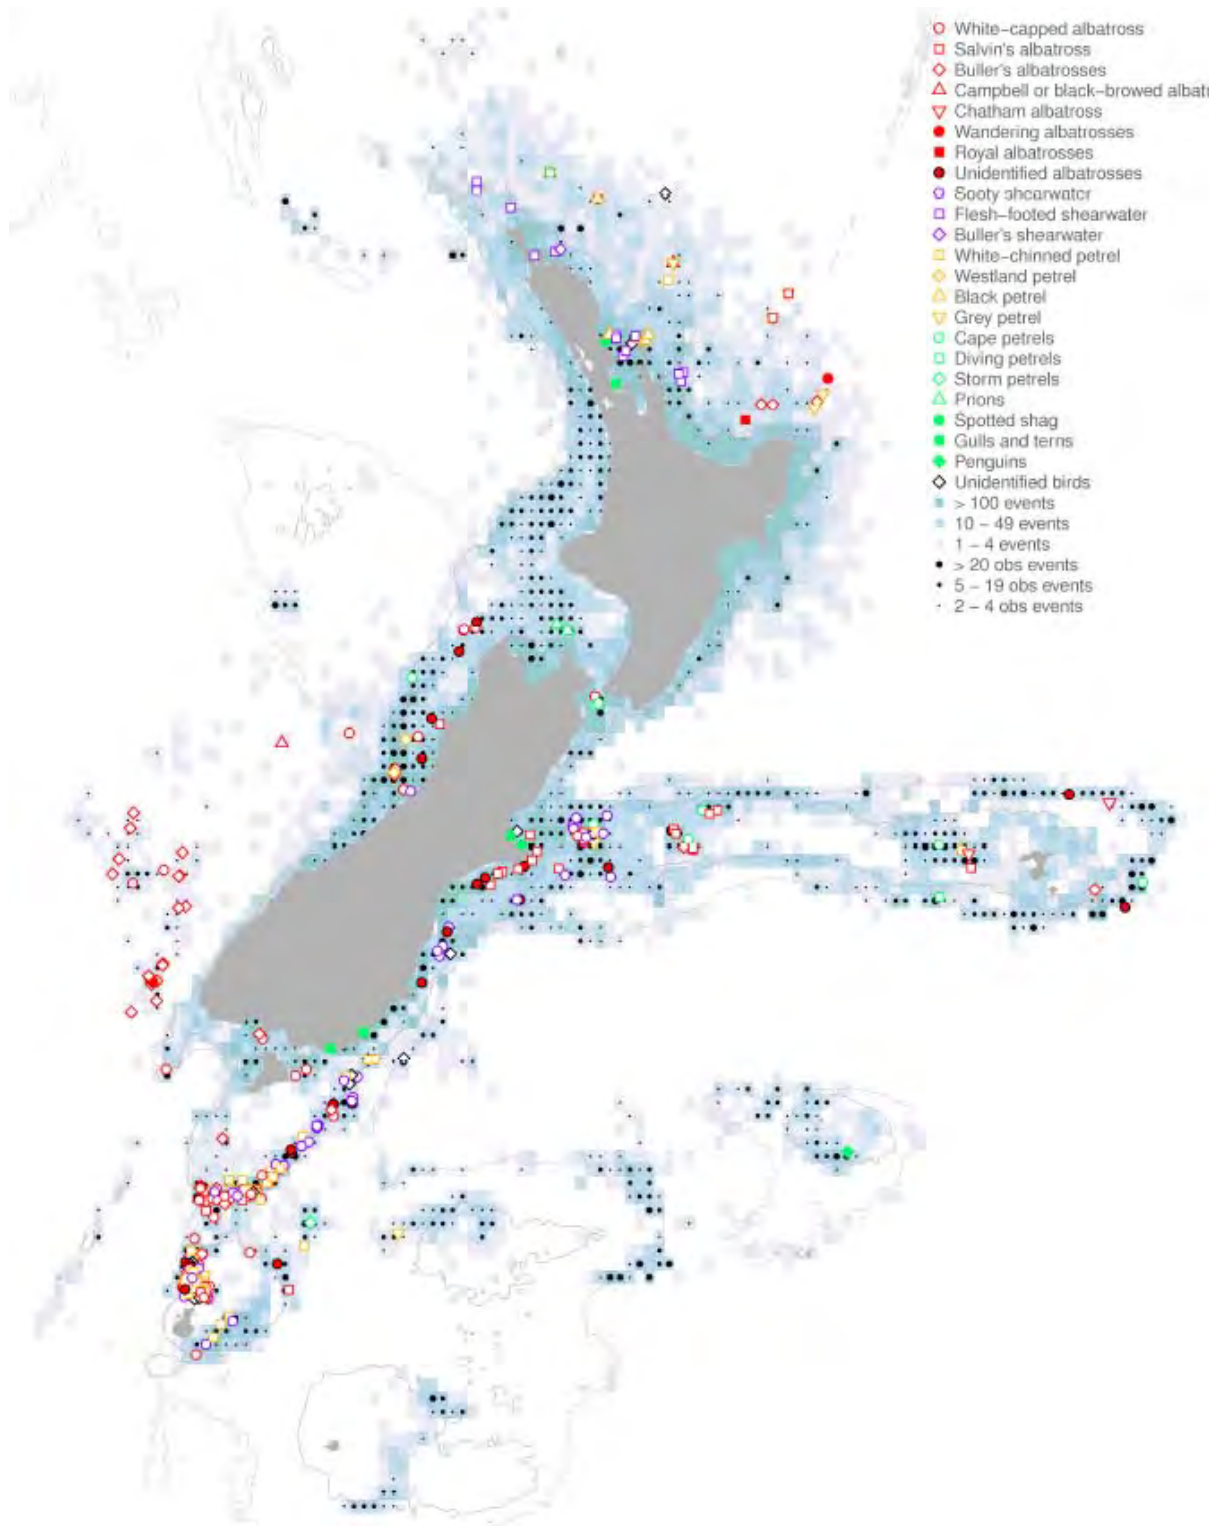 White-capped albatross
Salvin's albatross
Buller's albatrosses
Campbell or black-browed albatr
Chatham albatross
Wandering albatrosses
Royal albatrosses
Unidentified albatrosses
Sooty shearwater
Flesh-footed shearwater
Buller's shearwater
White-chinned petrel
Westland petrel
Black petrel
Grey petrel
Cape petrels
Diving petrels
Storm petrels
Prions
Spotted shag
Gulls and terns
Penguins
Unidentified birds
> 100 events
10 - 49 events
1 - 4 events
> 20 obs events
5 - 19 obs events
2 - 4 obs events